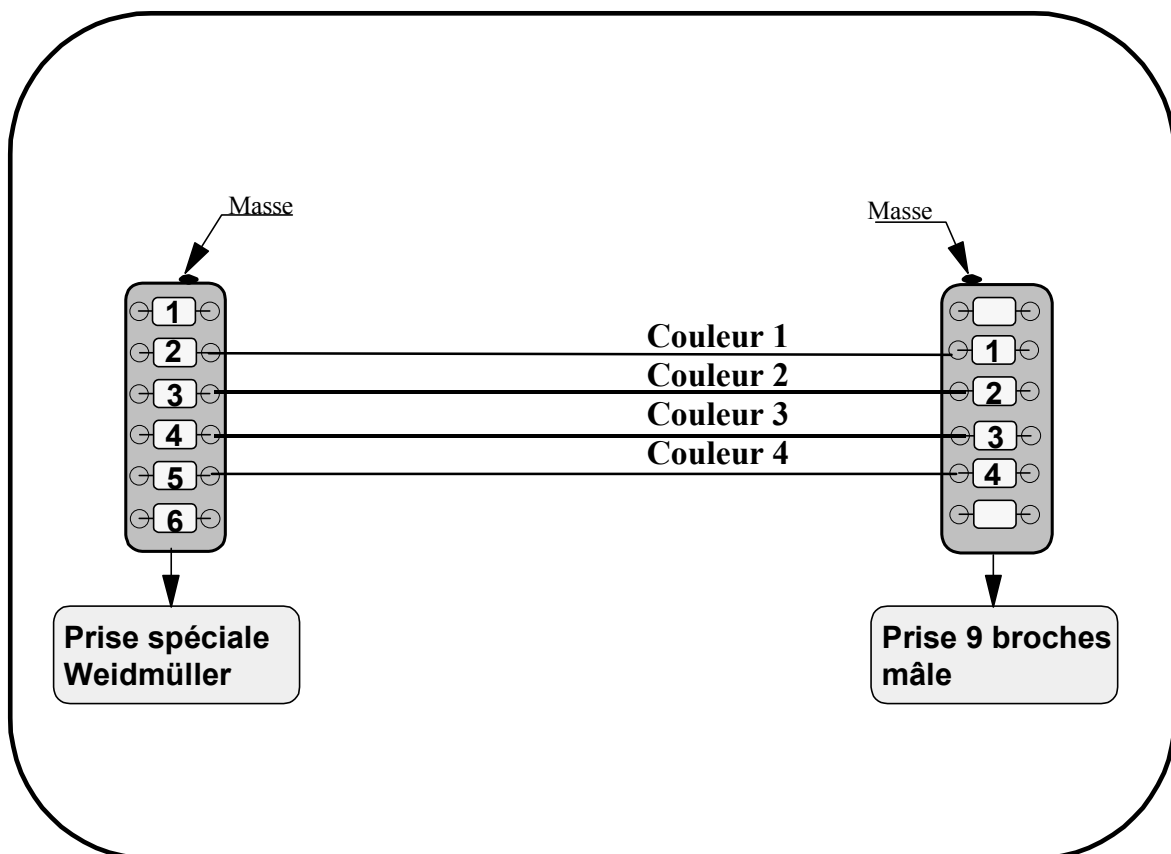 Masse
Masse
1
2
3
4
5
6
Couleur 1
Couleur 2
Couleur 3
Couleur 4
1
2
3
4
Prise spéciale
Weidmüller
Prise 9 broches
mâle